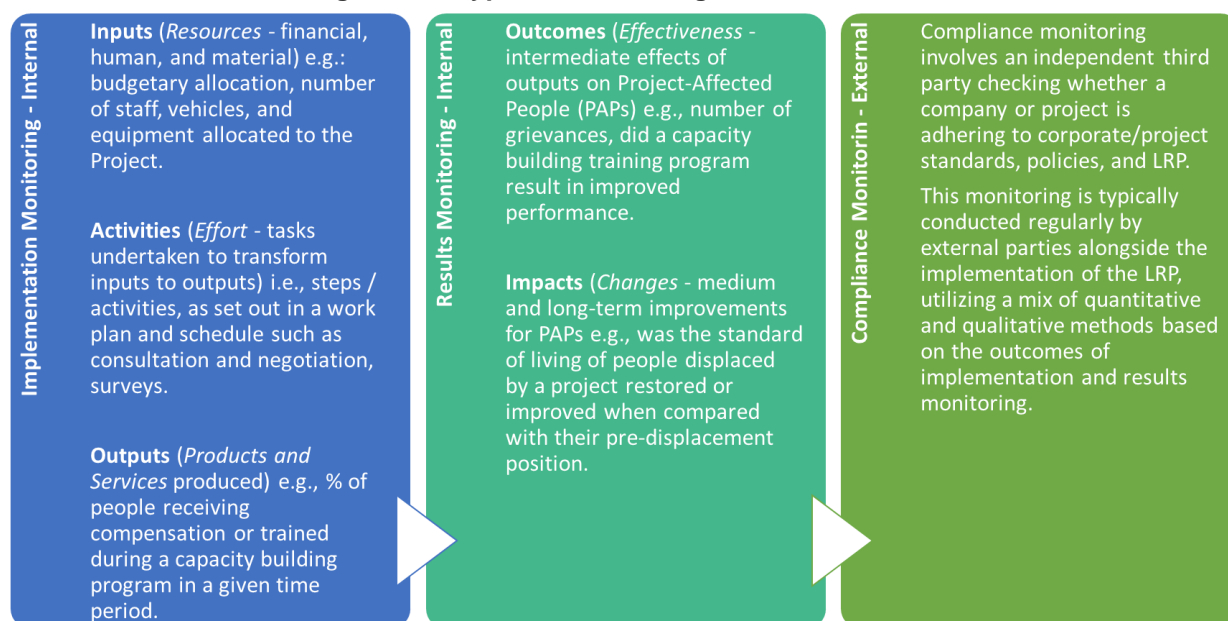 Implementation Monitoring - Internal
Inputs (Resources - financial,
human, and material) e.g.:
budgetary allocation, number
of staff, vehicles, and
equipment allocated to the
Project.
Activities (Effort - tasks
undertaken to transform
inputs to outputs) i.e., steps /
activities, as set out in a work
plan and schedule such as
consultation and negotiation,
surveys.
Outputs (Products and
Services produced) e.g., % of
people receiving
compensation or trained
during a capacity building
program in a given time
period.
Results Monitoring - Internal
Outcomes (Effectiveness -
intermediate effects of
outputs on Project-Affected
People (PAPs) e.g., number of
grievances, did a capacity
building training program
result in improved
performance.
Impacts (Changes - medium
and long-term improvements
for PAPs e.g., was the standard
of living of people displaced
by a project restored or
improved when compared
with their pre-displacement
position.
Compliance Monitorin - External
Compliance monitoring
involves an independent third
party checking whether a
company or project is
adhering to corporate/project
standards, policies, and LRP.
This monitoring is typically
conducted regularly by
external parties alongside the
implementation of the LRP,
utilizing a mix of quantitative
and qualitative methods based
on the outcomes of
implementation and results
monitoring.